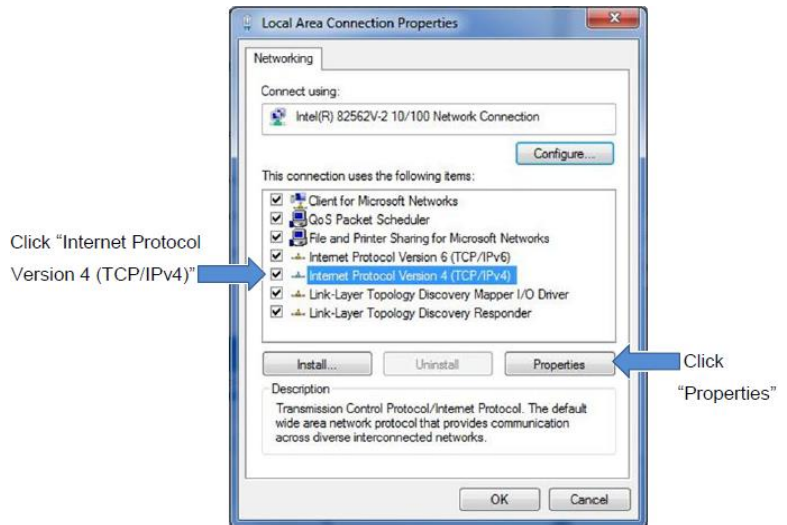 Local Area Connection Properties
Networking
Connect using:
Intel(R) 82562V-2 10/100 Network Connection
Configure...
This connection uses the following items:
Client for Microsoft Networks
QoS Packet Scheduler
File and Printer Sharing for Microsoft Networks
Internet Protocol Version 6 (TCP/IPv6)
Internet Protocol Version 4 (TCP/IPv4)
Link-Layer Topology Discovery Mapper I/O Driver
Link-Layer Topology Discovery Responder
Click “Internet Protocol
Version 4 (TCP/IPv4)”
Install...
Uninstall
Properties
Click
“Properties”
Description
Transmission Control Protocol/Internet Protocol. The default
wide area network protocol that provides communication
across diverse interconnected networks.
OK
Cancel